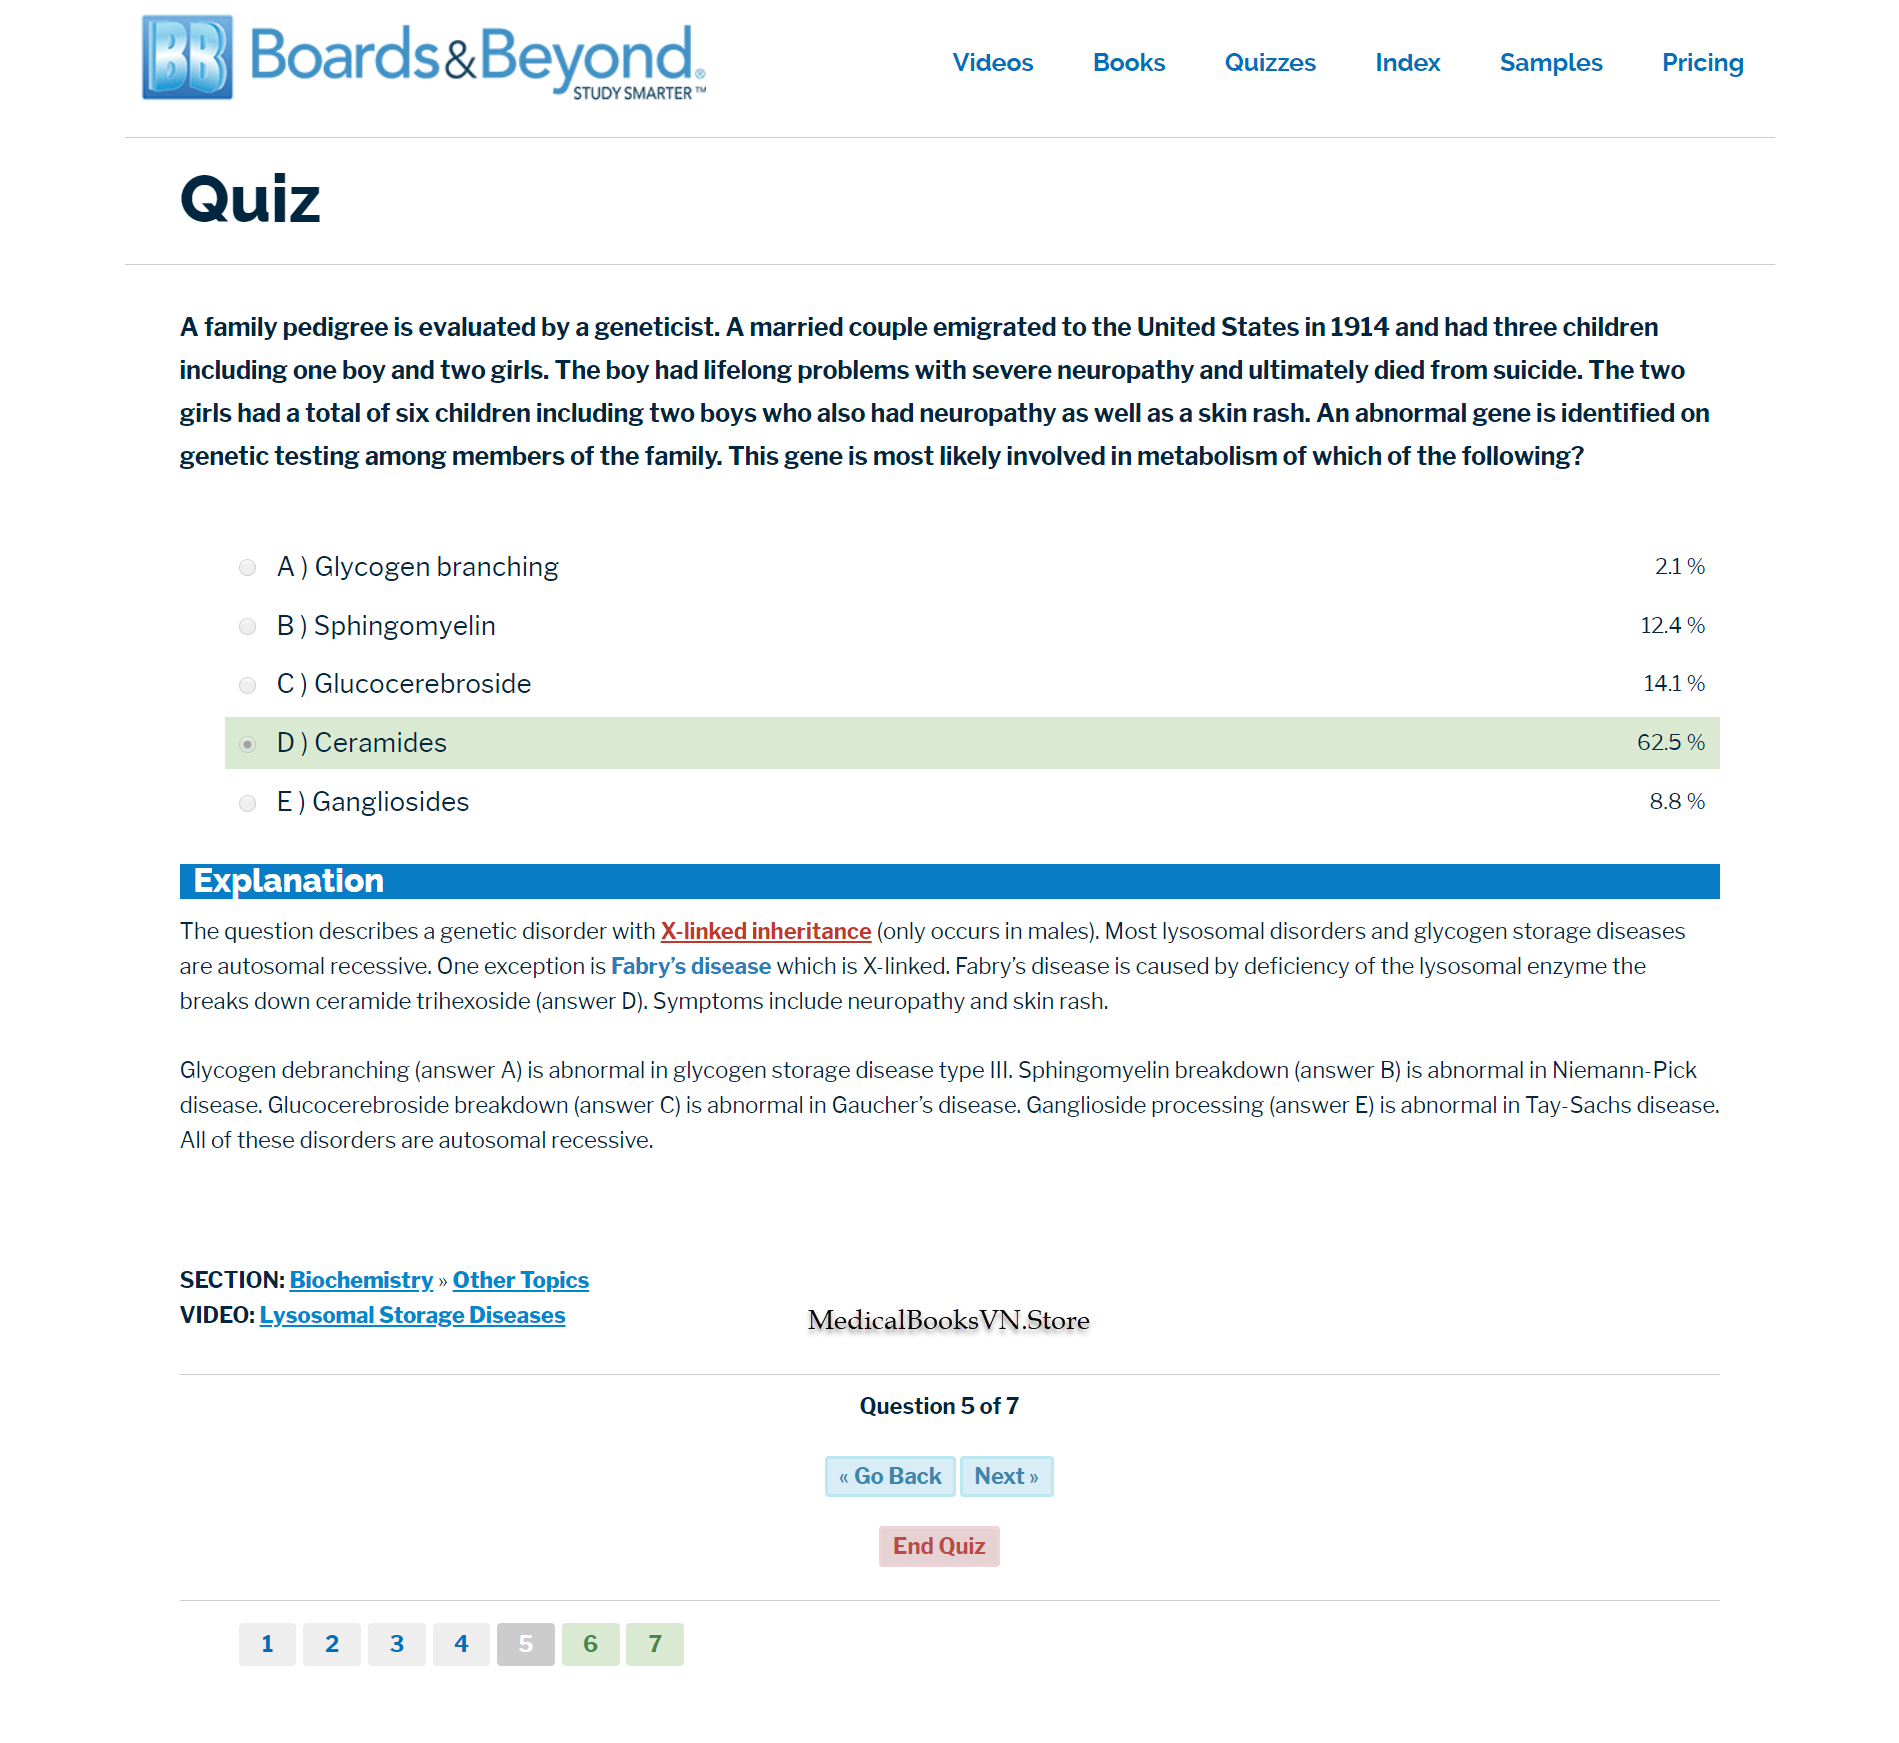 BB Boards&Beyond®
STUDY SMARTER™
Videos Books Quizzes Index Samples Pricing
Quiz
A family pedigree is evaluated by a geneticist. A married couple emigrated to the United States in 1914 and had three children
including one boy and two girls. The boy had lifelong problems with severe neuropathy and ultimately died from suicide. The two
girls had a total of six children including two boys who also had neuropathy as well as a skin rash. An abnormal gene is identified on
genetic testing among members of the family. This gene is most likely involved in metabolism of which of the following?
A ) Glycogen branching 2.1 %
B ) Sphingomyelin 12.4 %
C ) Glucocerebroside 14.1 %
D ) Ceramides 62.5 %
E ) Gangliosides 8.8 %
Explanation
The question describes a genetic disorder with X-linked inheritance (only occurs in males). Most lysosomal disorders and glycogen storage diseases
are autosomal recessive. One exception is Fabry’s disease which is X-linked. Fabry’s disease is caused by deficiency of the lysosomal enzyme the
breaks down ceramide trihexoside (answer D). Symptoms include neuropathy and skin rash.
Glycogen debranching (answer A) is abnormal in glycogen storage disease type III. Sphingomyelin breakdown (answer B) is abnormal in Niemann-Pick
disease. Glucocerebroside breakdown (answer C) is abnormal in Gaucher’s disease. Ganglioside processing (answer E) is abnormal in Tay-Sachs disease.
All of these disorders are autosomal recessive.
SECTION: Biochemistry » Other Topics
VIDEO: Lysosomal Storage Diseases
MedicalBooksVN.Store
Question 5 of 7
« Go Back Next »
End Quiz
1 2 3 4 5 6 7